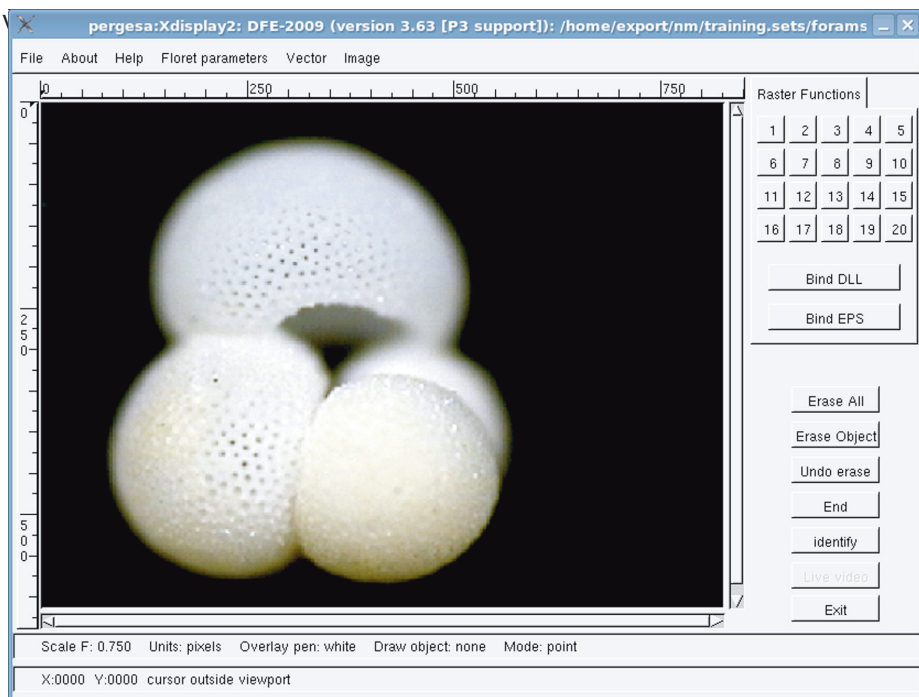 pergesa:Xdisplay2: DFE-2009 (version 3.63 [P3 support]): /home/export/nm/training.sets/forams
File About Help Floret parameters Vector Image
0 250 500 750
0
250
500
Raster Functions
1 2 3 4 5
6 7 8 9 10
11 12 13 14 15
16 17 18 19 20
Bind DLL
Bind EPS
Erase All
Erase Object
Undo erase
End
identify
Live video
Exit
Scale F: 0.750 Units: pixels Overlay pen: white Draw object: none Mode: point
X:0000 Y:0000 cursor outside viewport